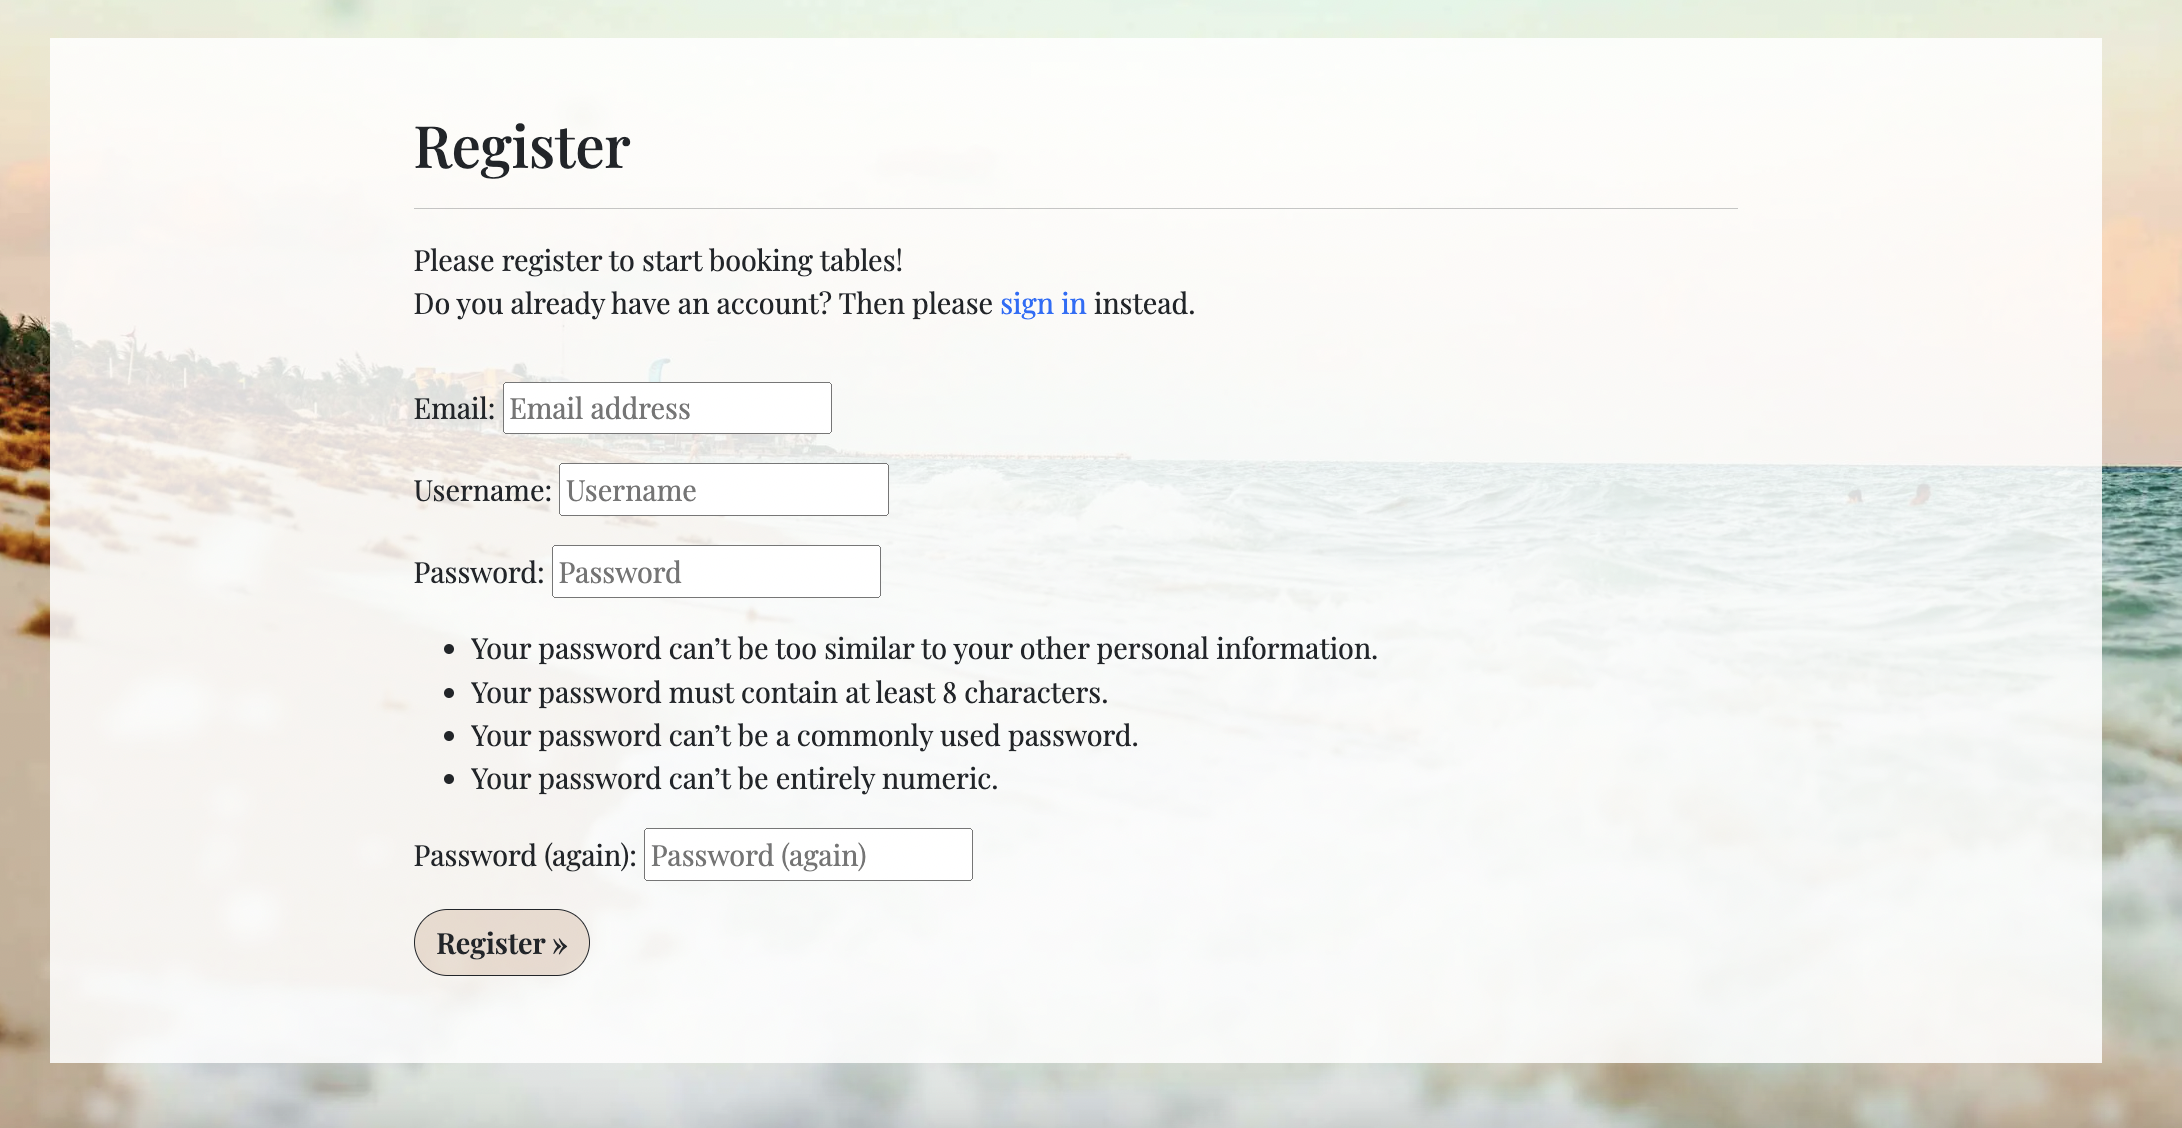 Register
Please register to start booking tables!
Do you already have an account? Then please sign in instead.
Email: Email address
Username: Username
Password: Password
• Your password can’t be too similar to your other personal information.
• Your password must contain at least 8 characters.
• Your password can’t be a commonly used password.
• Your password can’t be entirely numeric.
Password (again): Password (again)
Register »